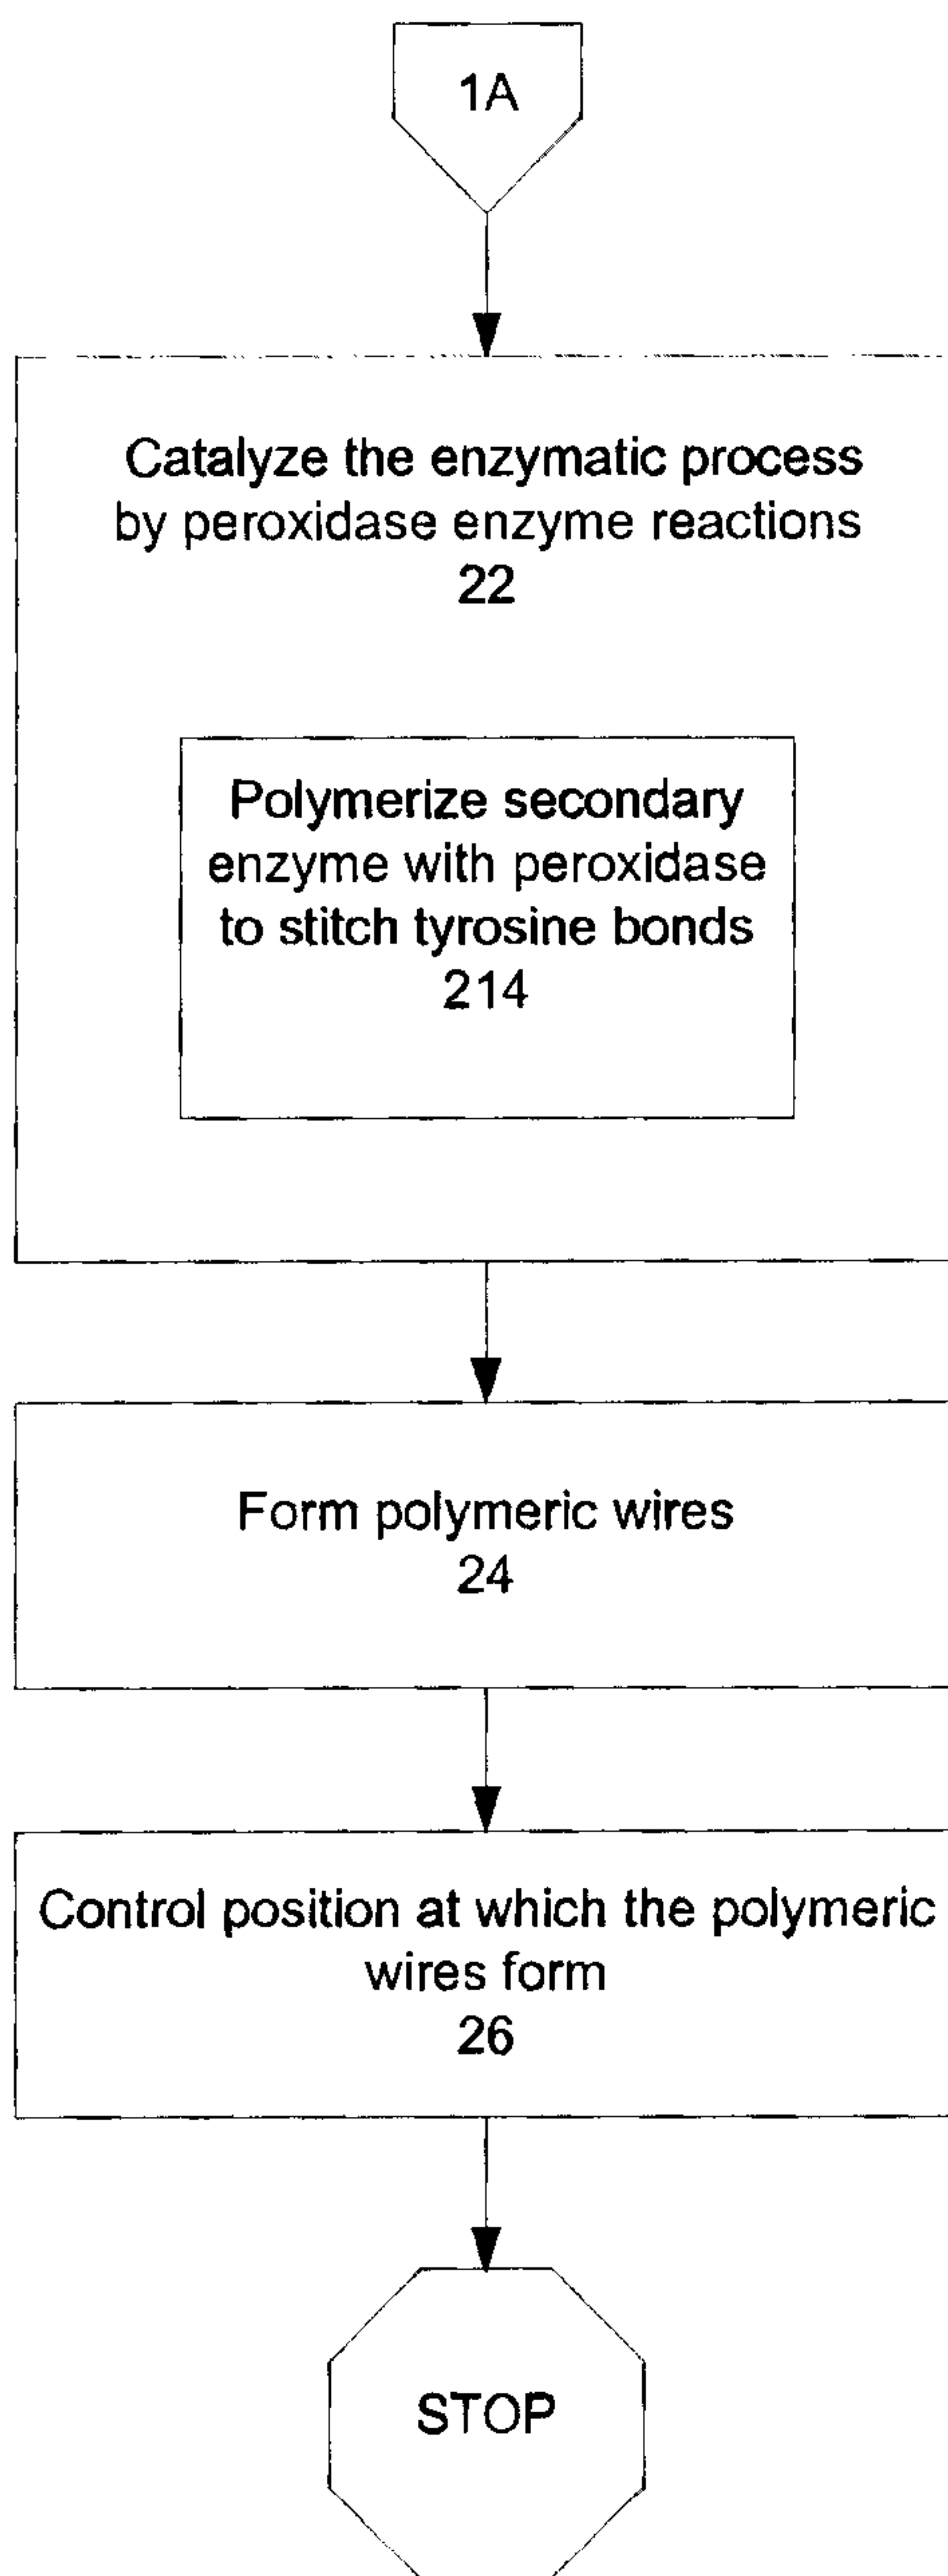 1A
Catalyze the enzymatic process
by peroxidase enzyme reactions
22
Polymerize secondary
enzyme with peroxidase
to stitch tyrosine bonds
214
Form polymeric wires
24
Control position at which the polymeric
wires form
26
STOP